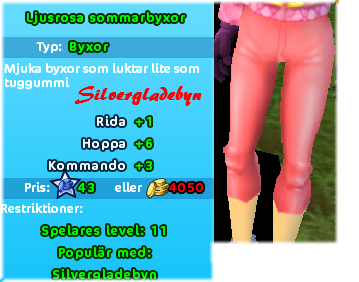 Ljusrosa sommarbyxor
Typ: Byxor
Mjuka byxor som luktar lite som
tuggummi
Silvergladebyn
Rida +1
Hoppa +6
Kommando +3
Pris: 43 eller 4050
Restriktioner:
Spelares level: 11
Populär med:
Silvergladebyn